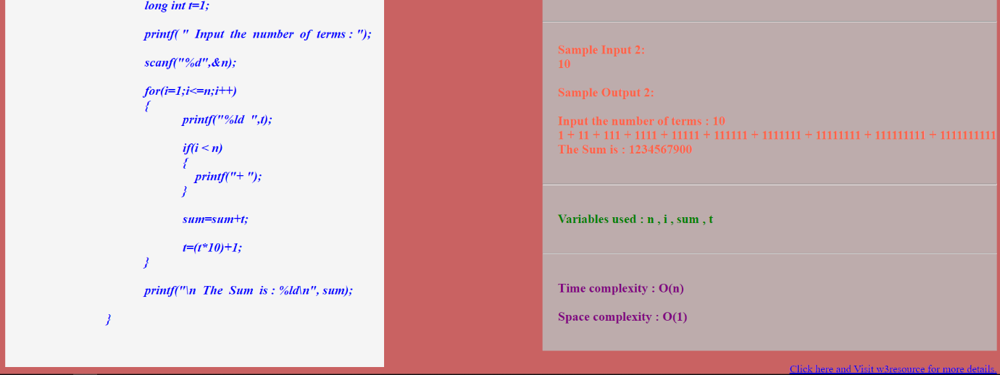 long int t=1;
printf( " Input the number of terms : ");
scanf("%d",&n);
for(i=1;i<=n;i++)
{
printf("%ld ",t);
if(i < n)
{
printf("+ ");
}
sum=sum+t;
t=(t*10)+1;
}
printf("\n The Sum is : %ld\n", sum);
}
Sample Input 2:
10
Sample Output 2:
Input the number of terms : 10
1 + 11 + 111 + 1111 + 11111 + 111111 + 1111111 + 11111111 + 111111111 + 1111111111
The Sum is : 1234567900
Variables used : n , i , sum , t
Time complexity : O(n)
Space complexity : O(1)
Click here and Visit w3resource for more details.